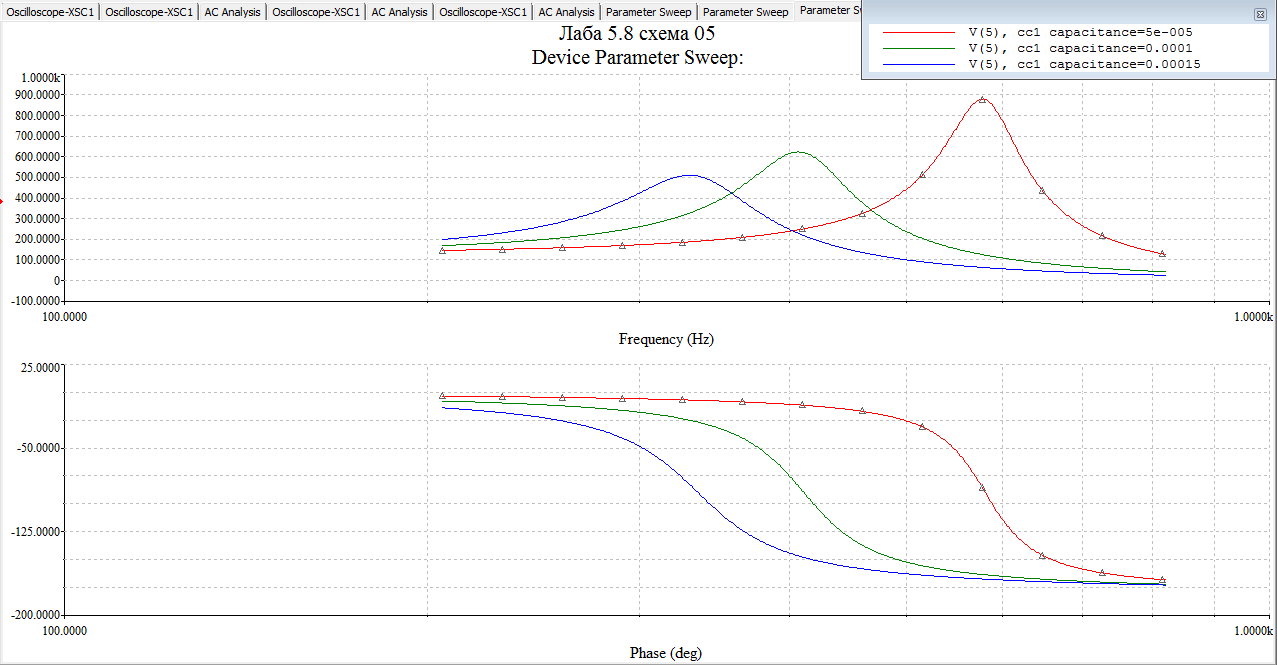 Oscilloscope-XSC1 Oscilloscope-XSC1 AC Analysis Oscilloscope-XSC1 AC Analysis Oscilloscope-XSC1 AC Analysis Parameter Sweep Parameter Sweep Parameter S
V(5), cc1 capacitance=5e-005
V(5), cc1 capacitance=0.0001
V(5), cc1 capacitance=0.00015
Лаба 5.8 схема 05
Device Parameter Sweep:
1.0000k
900.0000
800.0000
700.0000
600.0000
500.0000
400.0000
300.0000
200.0000
100.0000
0
-100.0000
100.0000 1.0000k
Frequency (Hz)
25.0000
-50.0000
-125.0000
-200.0000
100.0000 1.0000k
Phase (deg)